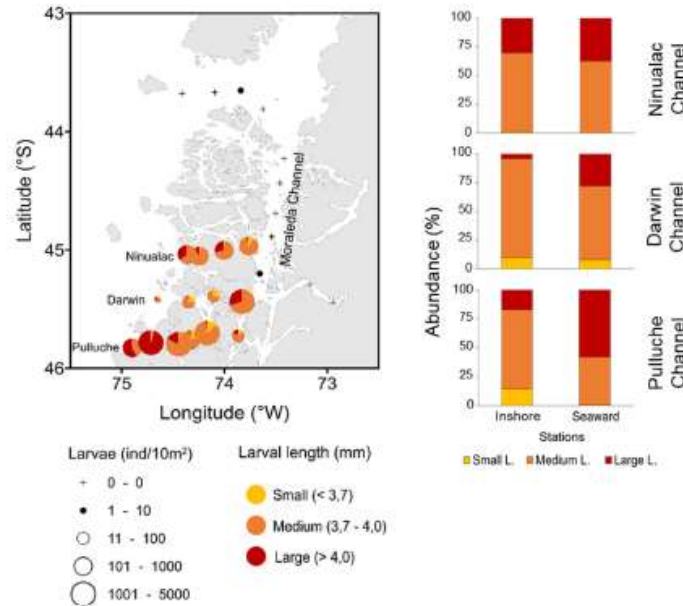 43
44
45
46
Latitude (°S)
75
74
73
Longitude (°W)
Moraleda Channel
Ninualac
Darwin
Pulluche
Larvae (ind/10m²)
0 - 0
1 - 10
11 - 100
101 - 1000
1001 - 5000
Larval length (mm)
Small (< 3,7)
Medium (3,7 - 4,0)
Large (> 4,0)
100
75
50
25
0
Ninualac
Channel
100
75
50
25
0
Darwin
Channel
100
75
50
25
0
Pulluche
Channel
Abundance (%)
Inshore
Seaward
Stations
Small L.
Medium L.
Large L.